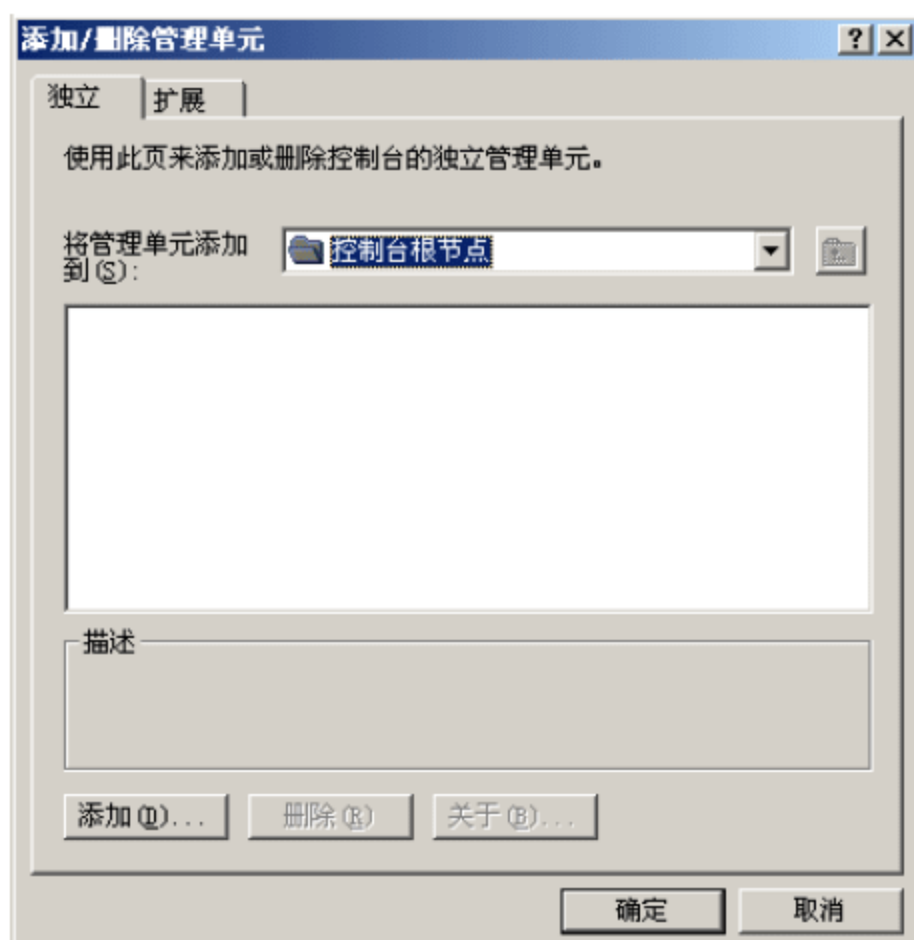 添加/删除管理单元
独立
扩展
使用此页来添加或删除控制台的独立管理单元。
将管理单元添加
到(S):
控制台根节点
描述
添加(D)...
删除(R)
关于(B)...
确定
取消